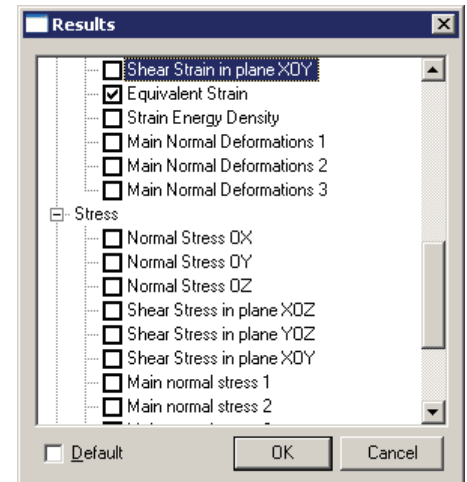 Results
Shear Strain in plane XOY
Equivalent Strain
Strain Energy Density
Main Normal Deformations 1
Main Normal Deformations 2
Main Normal Deformations 3
Stress
Normal Stress OX
Normal Stress OY
Normal Stress OZ
Shear Stress in plane XOZ
Shear Stress in plane YOZ
Shear Stress in plane XOY
Main normal stress 1
Main normal stress 2
Default OK Cancel